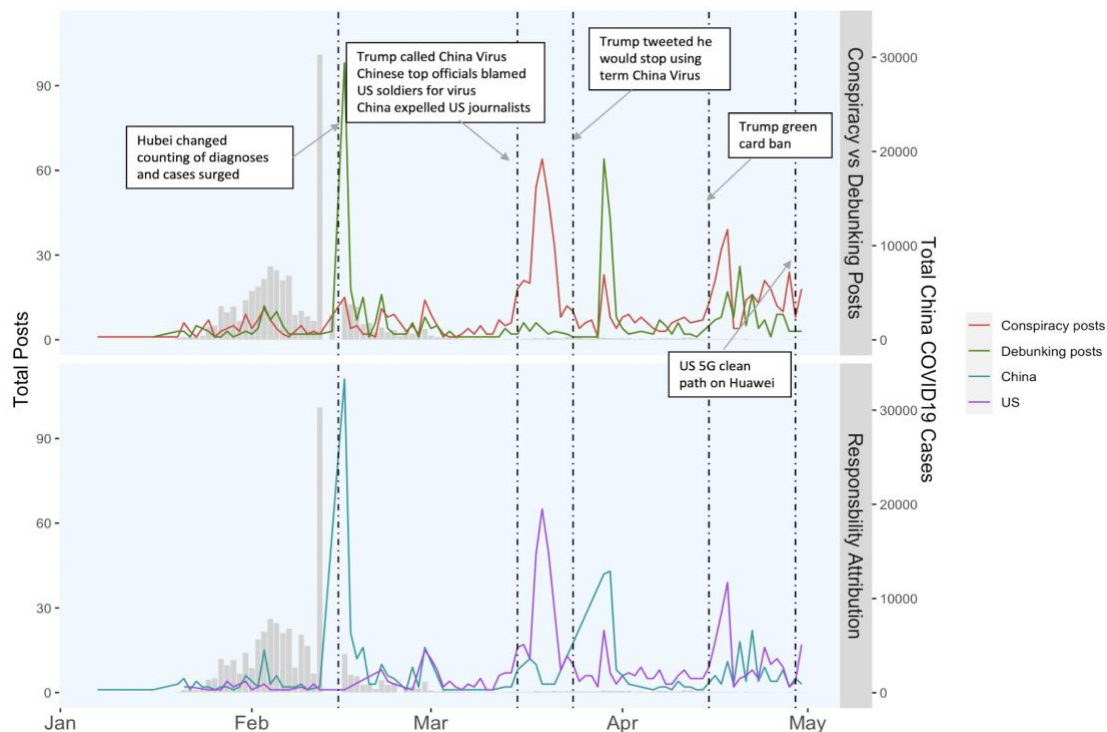 Trump called China Virus
Chinese top officials blamed
US soldiers for virus
China expelled US journalists
Trump tweeted he
would stop using
term China Virus
Trump green
card ban
Hubei changed
counting of diagnoses
and cases surged
US 5G clean
path on Huawei
90
60
30
0
30000
20000
10000
0
Conspiracy vs Debunking Posts
90
60
30
0
30000
20000
10000
0
Responsbility Attribution
Total Posts
Total China COVID19 Cases
Jan
Feb
Mar
Apr
May
Conspiracy posts
Debunking posts
China
US